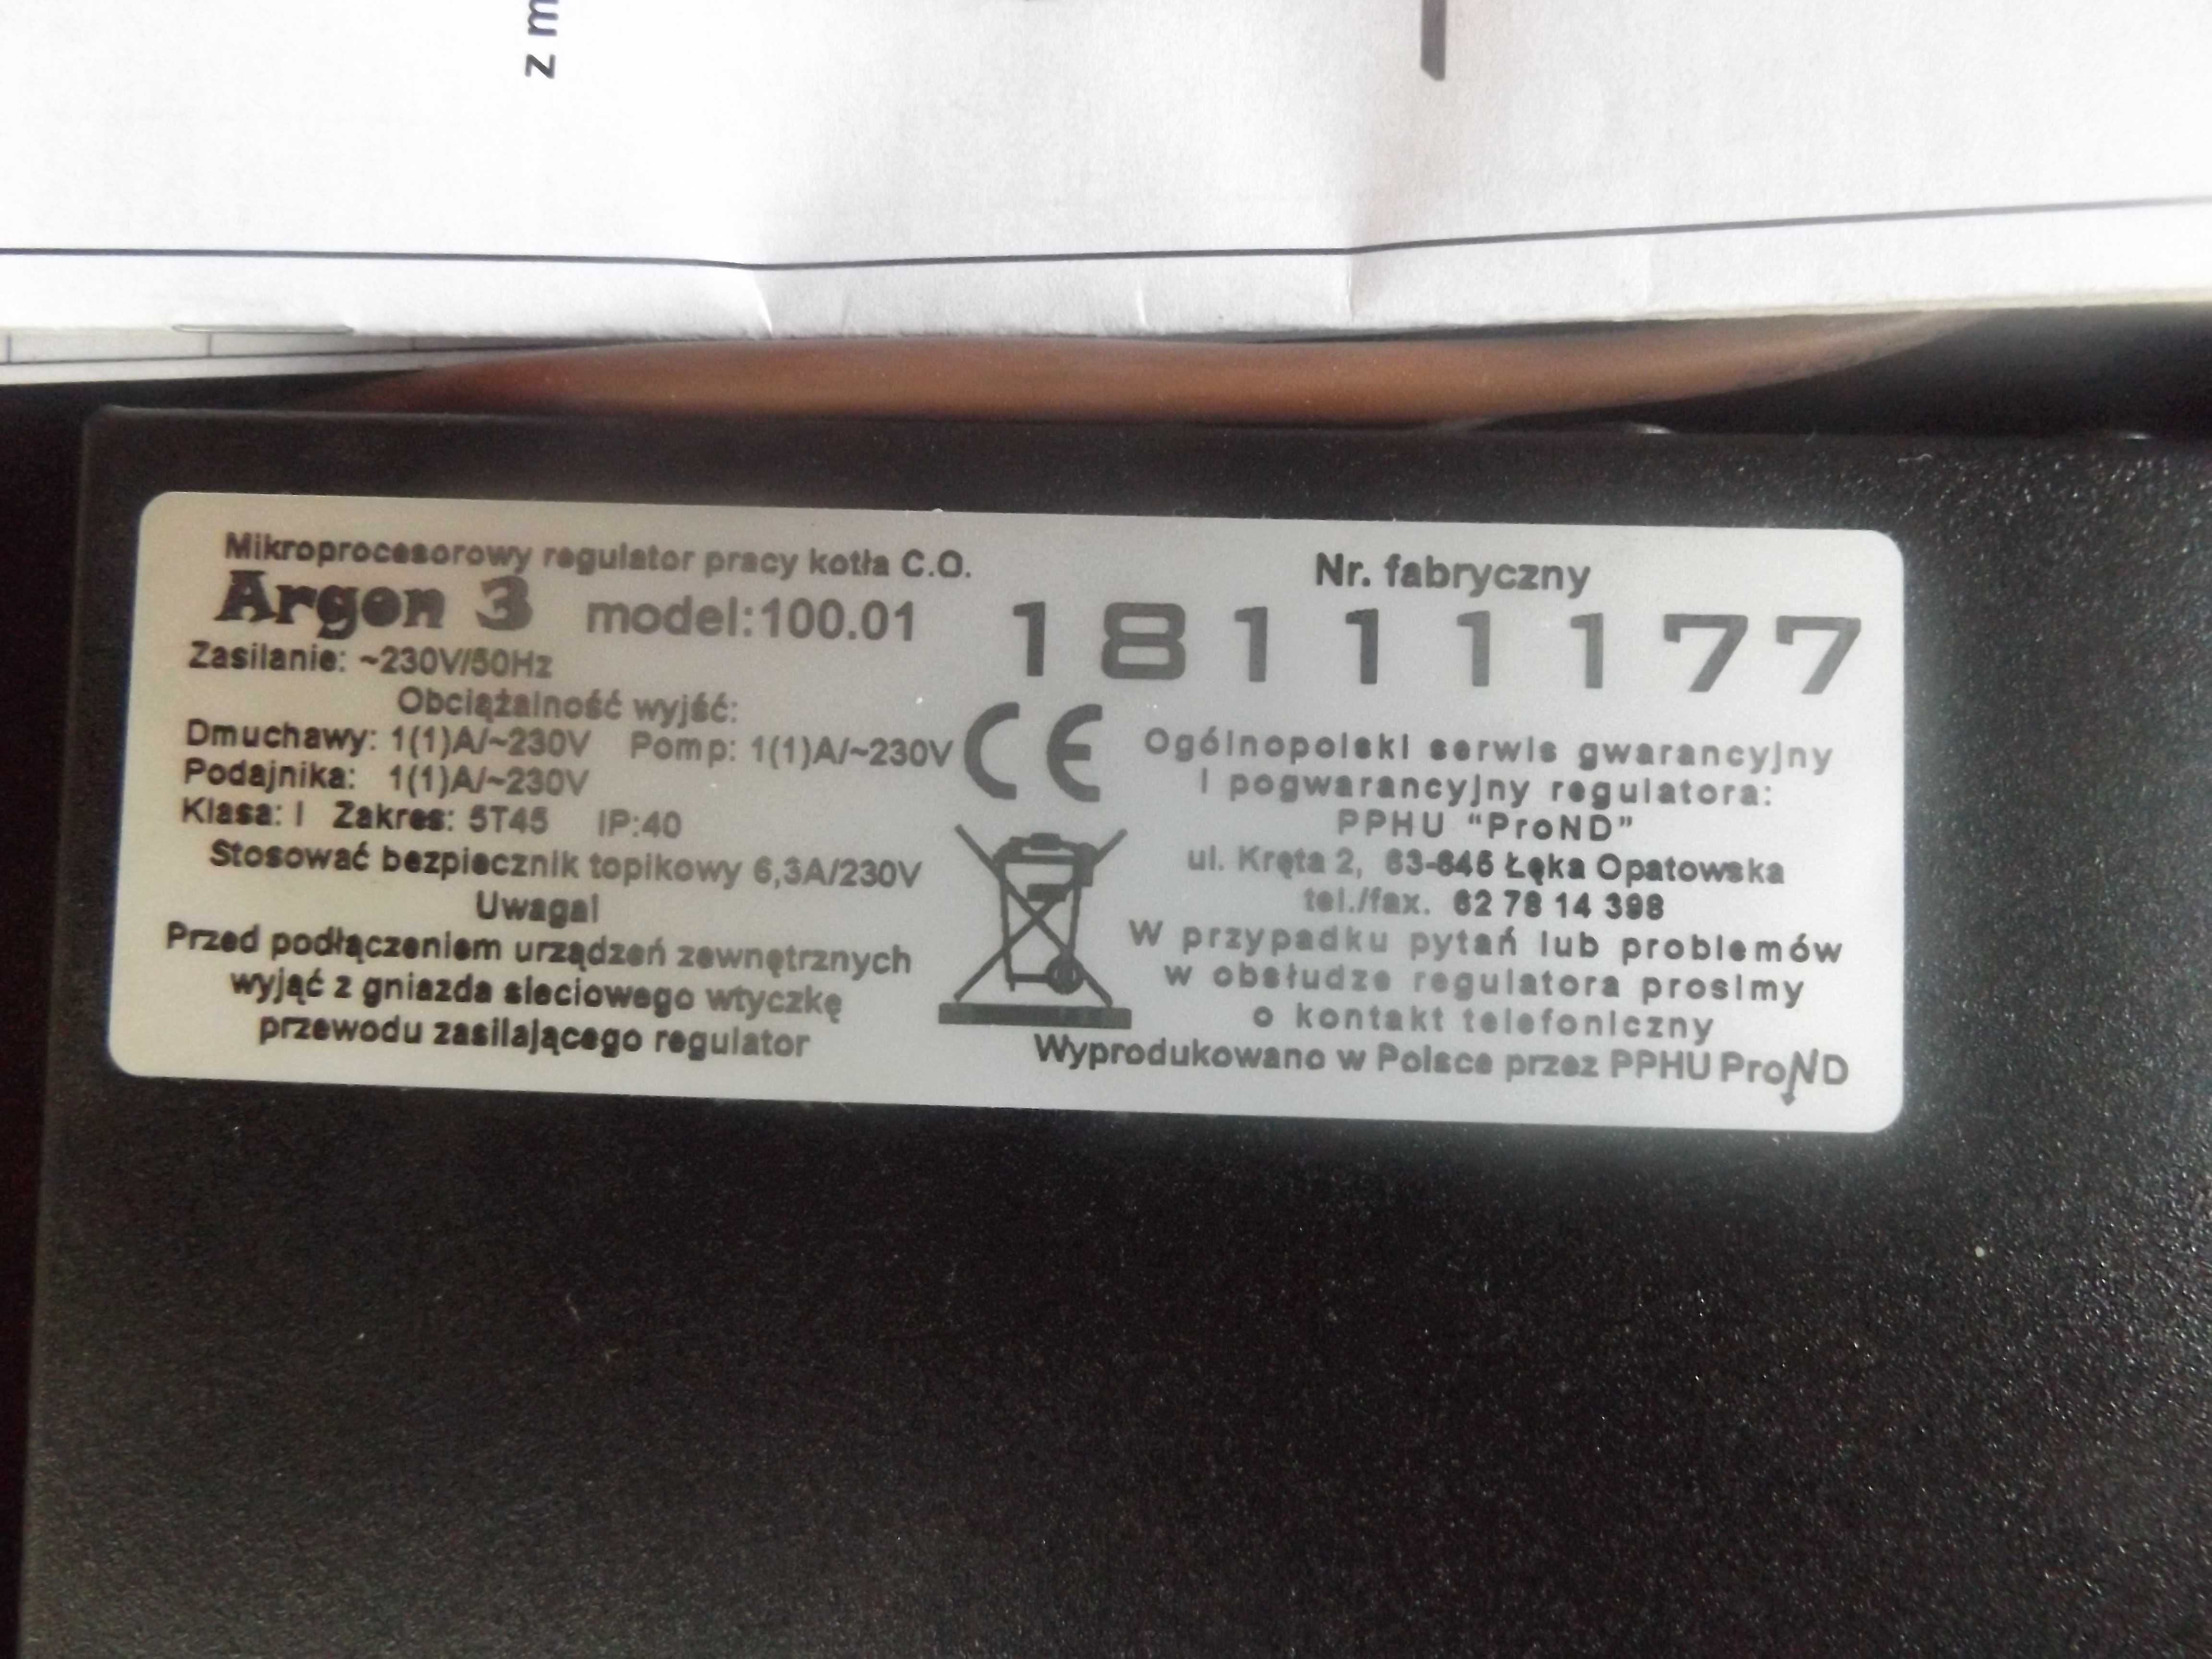 z m
Mikroprocesorowy regulator pracy kotła C.O.
Argon 3 model:100.01
Zasilanie: ~230V/50Hz
Obciążalność wyjść:
Dmuchawy: 1(1)A/~230V Pomp: 1(1)A/~230V
Podajnika: 1(1)A/~230V
Klasa: I Zakres: 5T45 IP:40
Stosować bezpiecznik topikowy 6,3A/230V
Uwaga!
Przed podłączeniem urządzeń zewnętrznych
wyjąć z gniazda sieciowego wtyczkę
przewodu zasilającego regulator
Nr. fabryczny
18111177
CE
Ogólnopolski serwis gwarancyjny
i pogwarancyjny regulatora:
PPHU "ProND"
ul. Kręta 2, 63-645 Łęka Opatowska
tel./fax. 62 78 14 398
W przypadku pytań lub problemów
w obsłudze regulatora prosimy
o kontakt telefoniczny
Wyprodukowano w Polsce przez PPHU ProND